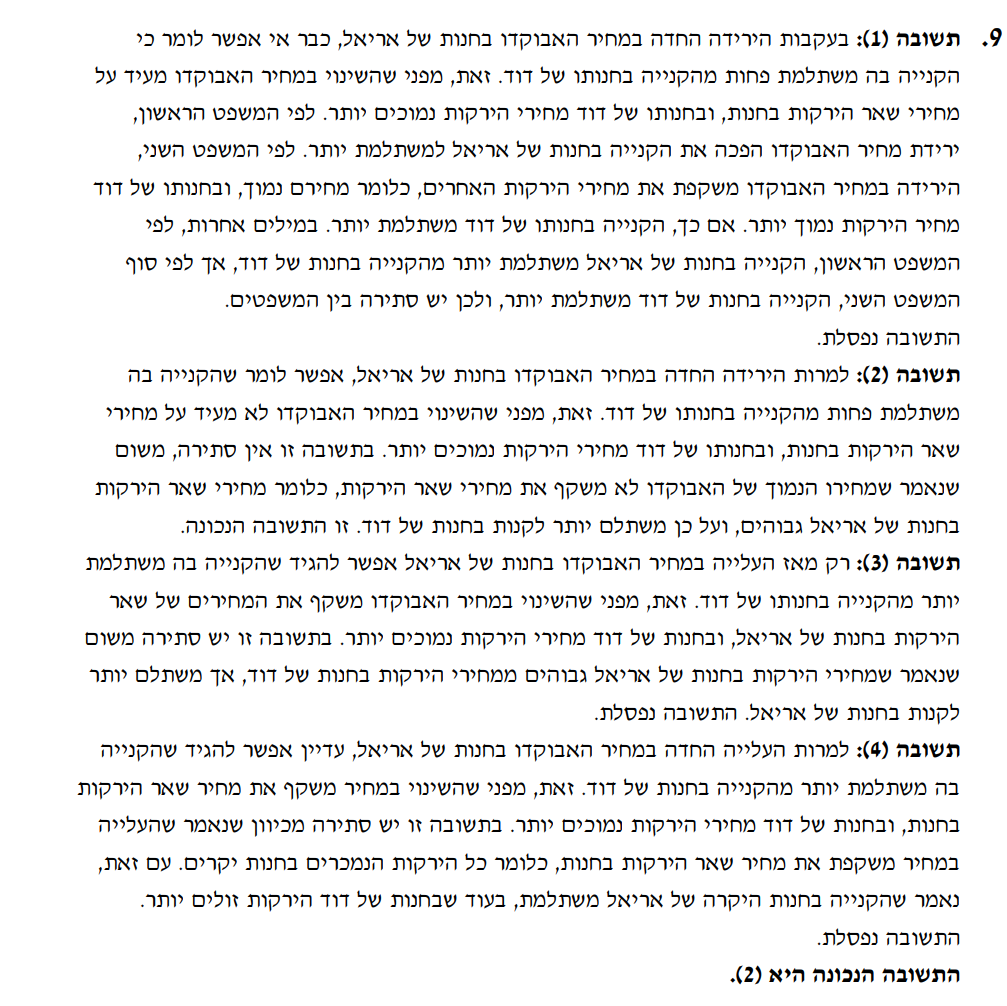 9. תשובה (1): בעקבות הירידה החדה במחיר האבוקדו בחנות של אריאל, כבר אי אפשר לומר כי
הקנייה בה משתלמת פחות מהקנייה בחנותו של דוד. זאת, מפני שהשינוי במחיר האבוקדו מעיד על
מחירי שאר הירקות בחנות, ובחנותו של דוד מחירי הירקות נמוכים יותר. לפי המשפט הראשון,
ירידת מחיר האבוקדו הפכה את הקנייה בחנות של אריאל למשתלמת יותר. לפי המשפט השני,
הירידה במחיר האבוקדו משקפת את מחירי הירקות האחרים, כלומר מחירם נמוך, ובחנותו של דוד
מחיר הירקות נמוך יותר. אם כך, הקנייה בחנותו של דוד משתלמת יותר. במילים אחרות, לפי
המשפט הראשון, הקנייה בחנות של אריאל משתלמת יותר מהקנייה בחנות של דוד, אך לפי סוף
המשפט השני, הקנייה בחנות של דוד משתלמת יותר, ולכן יש סתירה בין המשפטים.
התשובה נפסלת.
תשובה (2): למרות הירידה החדה במחיר האבוקדו בחנות של אריאל, אפשר לומר שהקנייה בה
משתלמת פחות מהקנייה בחנותו של דוד. זאת, מפני שהשינוי במחיר האבוקדו לא מעיד על מחירי
שאר הירקות בחנות, ובחנותו של דוד מחירי הירקות נמוכים יותר. בתשובה זו אין סתירה, משום
שנאמר שמחירו הנמוך של האבוקדו לא משקף את מחירי שאר הירקות, כלומר מחירי שאר הירקות
בחנות של אריאל גבוהים, ועל כן משתלם יותר לקנות בחנות של דוד. זו התשובה הנכונה.
תשובה (3): רק מאז העלייה במחיר האבוקדו בחנות של אריאל אפשר להגיד שהקנייה בה משתלמת
יותר מהקנייה בחנותו של דוד. זאת, מפני שהשינוי במחיר האבוקדו משקף את המחירים של שאר
הירקות בחנות של אריאל, ובחנות של דוד מחירי הירקות נמוכים יותר. בתשובה זו יש סתירה משום
שנאמר שמחירי הירקות בחנות של אריאל גבוהים ממחירי הירקות בחנות של דוד, אך משתלם יותר
לקנות בחנות של אריאל. התשובה נפסלת.
תשובה (4): למרות העלייה החדה במחיר האבוקדו בחנות של אריאל, עדיין אפשר להגיד שהקנייה
בה משתלמת יותר מהקנייה בחנות של דוד. זאת, מפני שהשינוי במחיר משקף את מחיר שאר הירקות
בחנות, ובחנות של דוד מחירי הירקות נמוכים יותר. בתשובה זו יש סתירה מכיוון שנאמר שהעלייה
במחיר משקפת את מחיר שאר הירקות בחנות, כלומר כל הירקות הנמכרים בחנות יקרים. עם זאת,
נאמר שהקנייה בחנות היקרה של אריאל משתלמת, בעוד שבחנות של דוד הירקות זולים יותר.
התשובה נפסלת.
התשובה הנכונה היא (2).